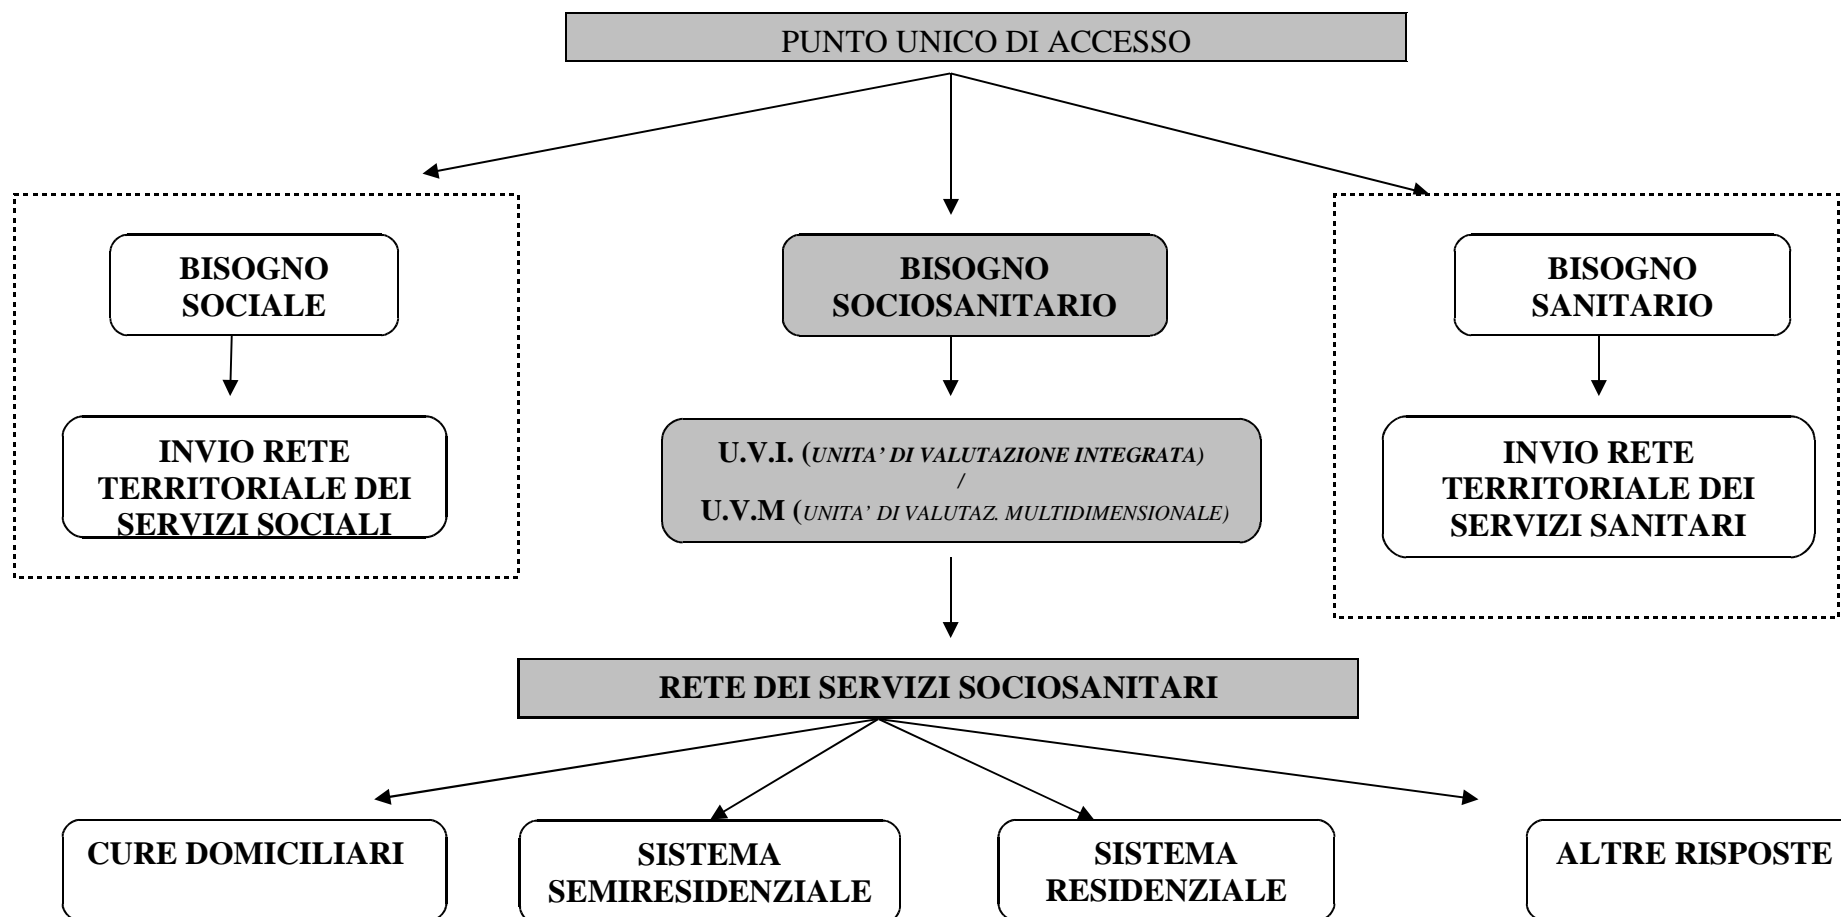 PUNTO UNICO DI ACCESSO
BISOGNO
SOCIALE
BISOGNO
SOCIOSANITARIO
BISOGNO
SANITARIO
INVIO RETE
TERRITORIALE DEI
SERVIZI SOCIALI
U.V.I. (UNITA’ DI VALUTAZIONE INTEGRATA)
/
U.V.M (UNITA’ DI VALUTAZ. MULTIDIMENSIONALE)
INVIO RETE
TERRITORIALE DEI
SERVIZI SANITARI
RETE DEI SERVIZI SOCIOSANITARI
CURE DOMICILIARI
SISTEMA
SEMIRESIDENZIALE
SISTEMA
RESIDENZIALE
ALTRE RISPOSTE